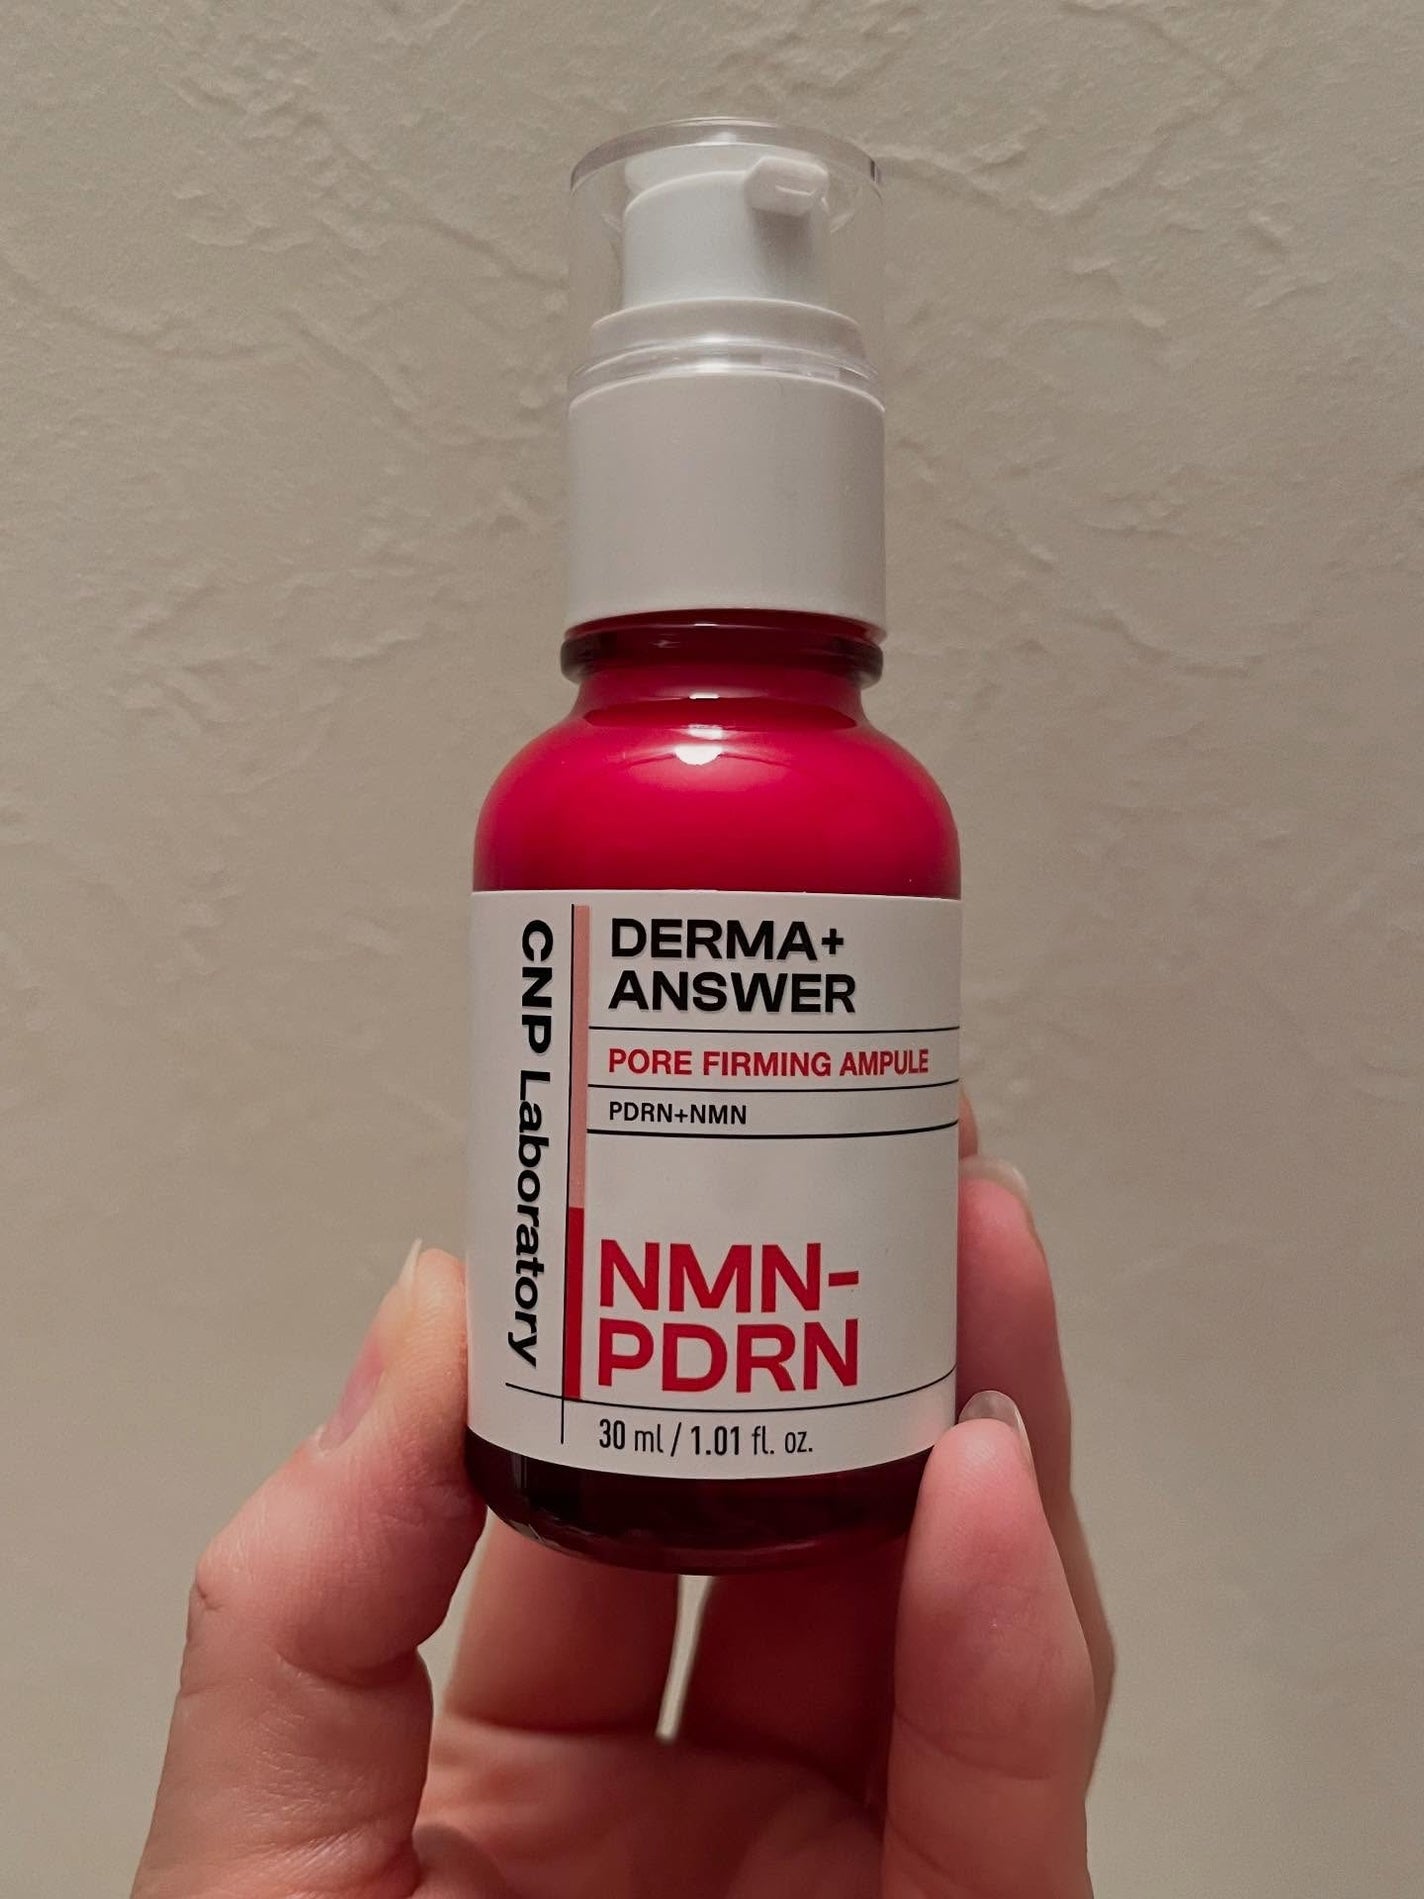 CNP Laboratory
DERMA+
ANSWER
PORE FIRMING AMPULE
PDRN+NMN
NMN-
PDRN
30 ml / 1.01 fl. oz.